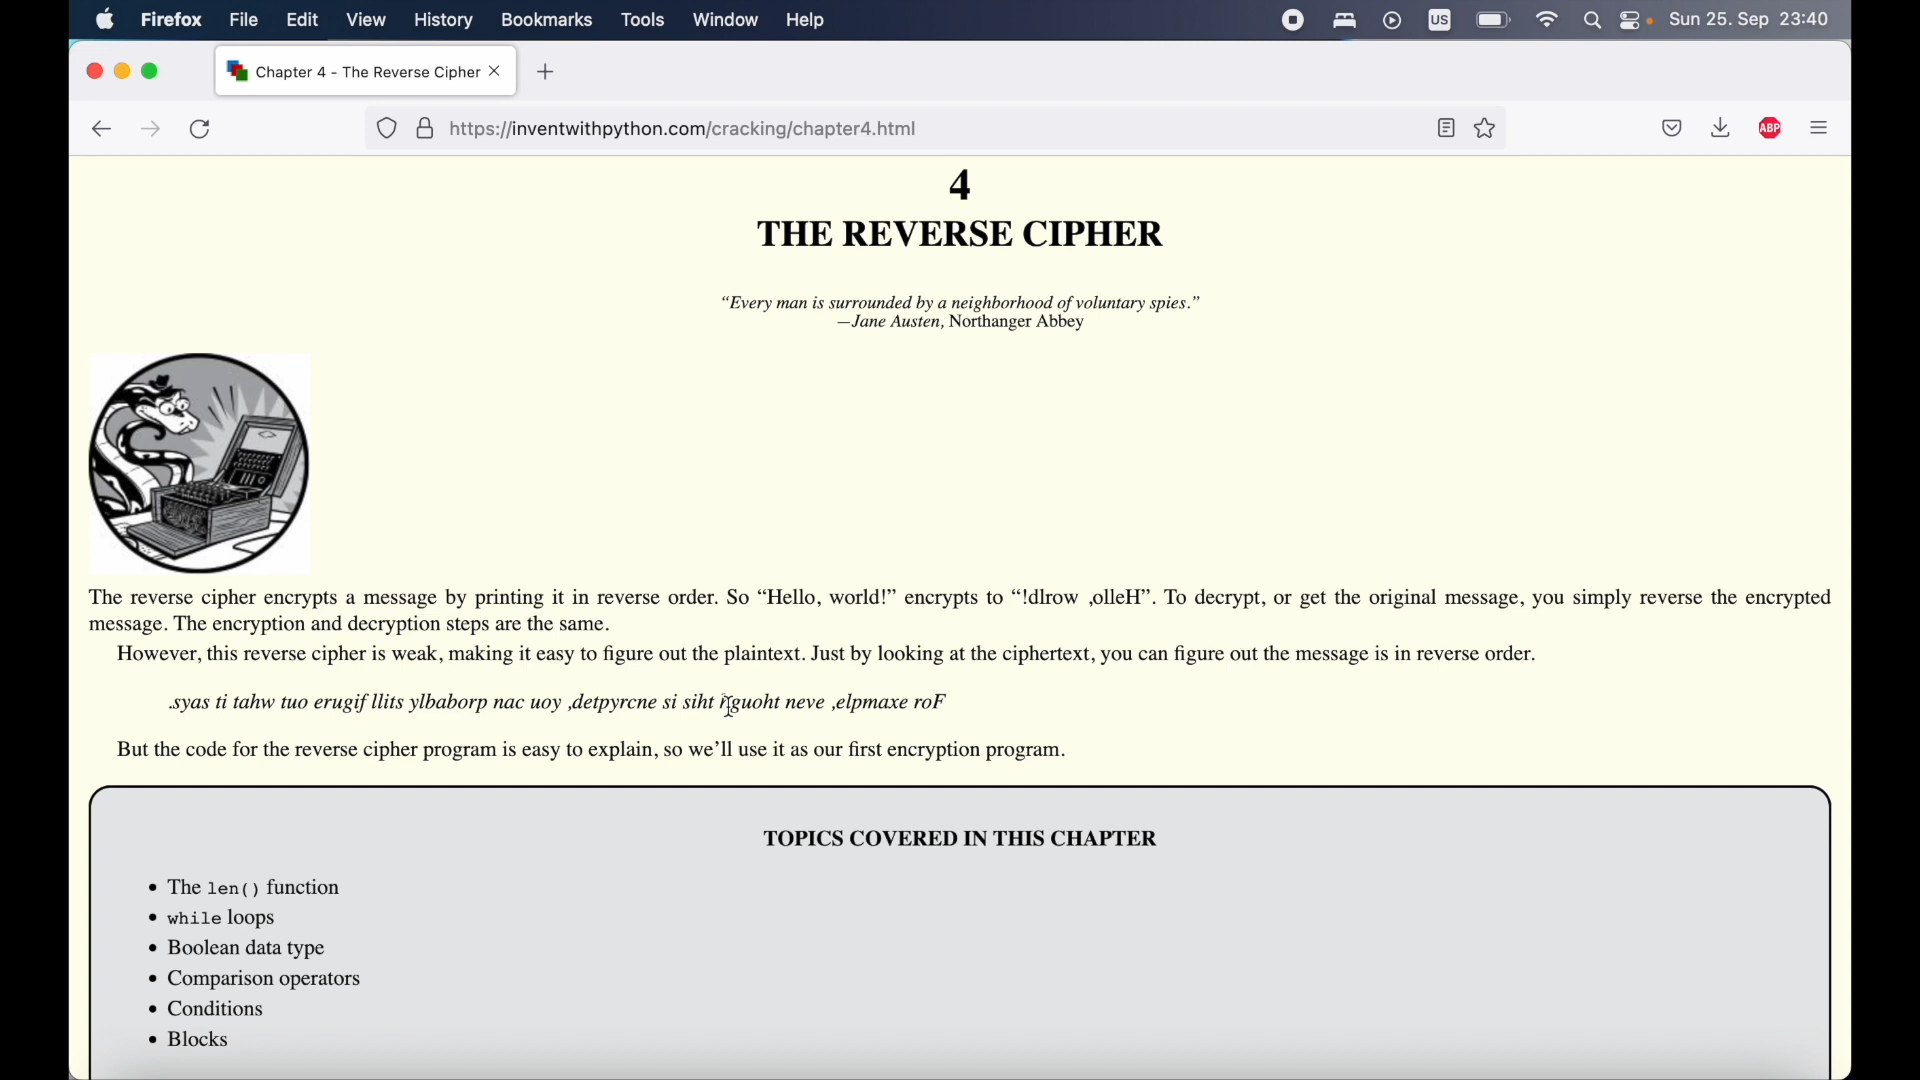 Firefox File Edit View History Bookmarks Tools Window Help US Sun 25. Sep 23:40
Chapter 4 - The Reverse Cipher
https://inventwithpython.com/cracking/chapter4.html
ABP
4
THE REVERSE CIPHER
“Every man is surrounded by a neighborhood of voluntary spies.”
—Jane Austen, Northanger Abbey
The reverse cipher encrypts a message by printing it in reverse order. So “Hello, world!” encrypts to “!dlrow ,olleH”. To decrypt, or get the original message, you simply reverse the encrypted
message. The encryption and decryption steps are the same.
However, this reverse cipher is weak, making it easy to figure out the plaintext. Just by looking at the ciphertext, you can figure out the message is in reverse order.
.syas ti tahw tuo erugif llits ylbaborp nac uoy ,detpyrcne si siht hguoht neve ,elpmaxe roF
But the code for the reverse cipher program is easy to explain, so we’ll use it as our first encryption program.
TOPICS COVERED IN THIS CHAPTER
• The len() function
• while loops
• Boolean data type
• Comparison operators
• Conditions
• Blocks